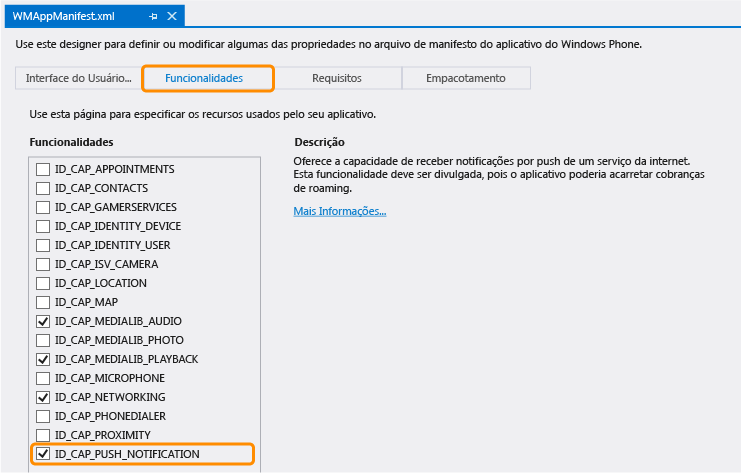 WMAppManifest.xml
Use este designer para definir ou modificar algumas das propriedades no arquivo de manifesto do aplicativo do Windows Phone.
Interface do Usuário... Funcionalidades Requisitos Empacotamento
Use esta página para especificar os recursos usados pelo seu aplicativo.
Funcionalidades
ID_CAP_APPOINTMENTS
ID_CAP_CONTACTS
ID_CAP_GAMERSERVICES
ID_CAP_IDENTITY_DEVICE
ID_CAP_IDENTITY_USER
ID_CAP_ISV_CAMERA
ID_CAP_LOCATION
ID_CAP_MAP
ID_CAP_MEDIALIB_AUDIO
ID_CAP_MEDIALIB_PHOTO
ID_CAP_MEDIALIB_PLAYBACK
ID_CAP_MICROPHONE
ID_CAP_NETWORKING
ID_CAP_PHONEDIALER
ID_CAP_PROXIMITY
ID_CAP_PUSH_NOTIFICATION
Descrição
Oferece a capacidade de receber notificações por push de um serviço da internet.
Esta funcionalidade deve ser divulgada, pois o aplicativo poderia acarretar cobranças
de roaming.
Mais Informações...